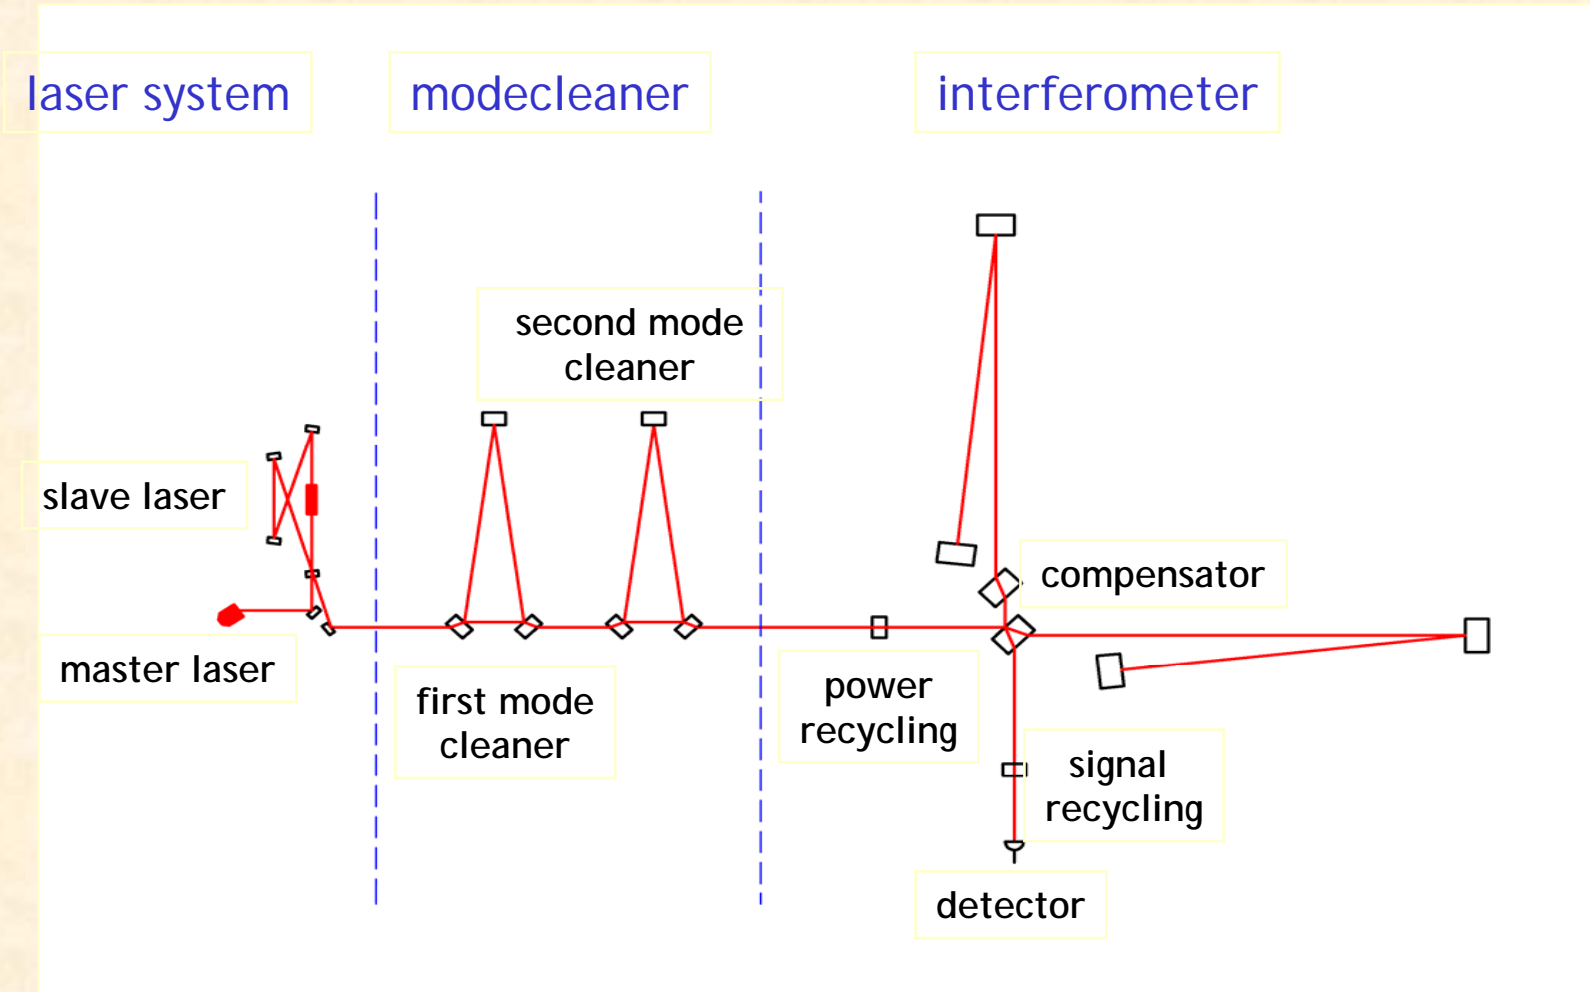 laser system
modecleaner
interferometer
second mode
cleaner
slave laser
compensator
master laser
first mode
cleaner
power
recycling
signal
recycling
detector